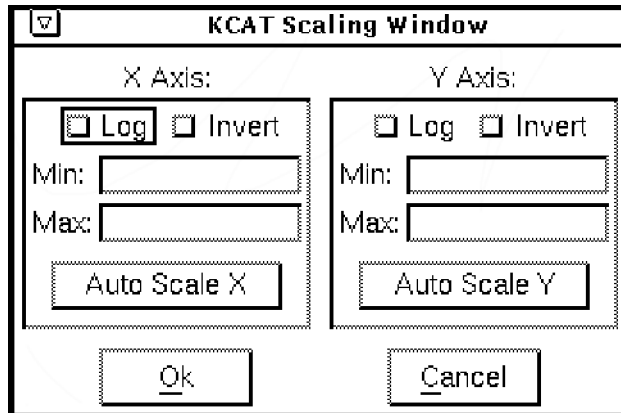 KCAT Scaling Window
X Axis: Y Axis:
Log Invert Log Invert
Min: Min:
Max: Max:
Auto Scale X Auto Scale Y
Ok Cancel